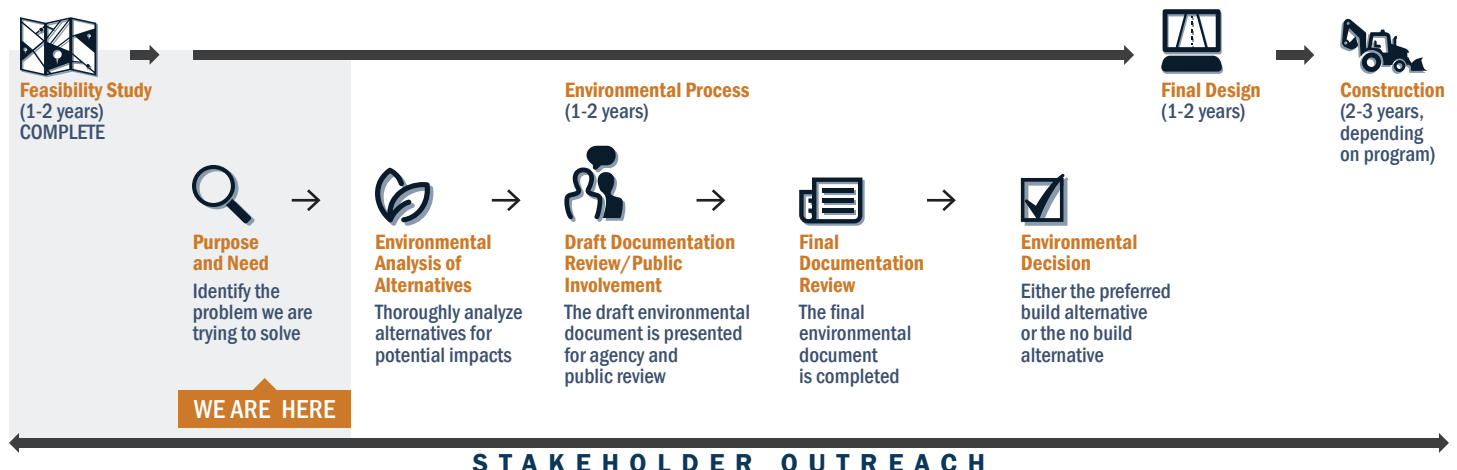 Feasibility Study
(1-2 years)
COMPLETE
Environmental Process
(1-2 years)
Final Design
(1-2 years)
Construction
(2-3 years,
depending
on program)
Purpose
and Need
Identify the
problem we are
trying to solve
Environmental
Analysis of
Alternatives
Thoroughly analyze
alternatives for
potential impacts
Draft Documentation
Review/Public
Involvement
The draft environmental
document is presented
for agency and
public review
Final
Documentation
Review
The final
environmental
document
is completed
Environmental
Decision
Either the preferred
build alternative
or the no build
alternative
WE ARE HERE
STAKEHOLDER OUTREACH